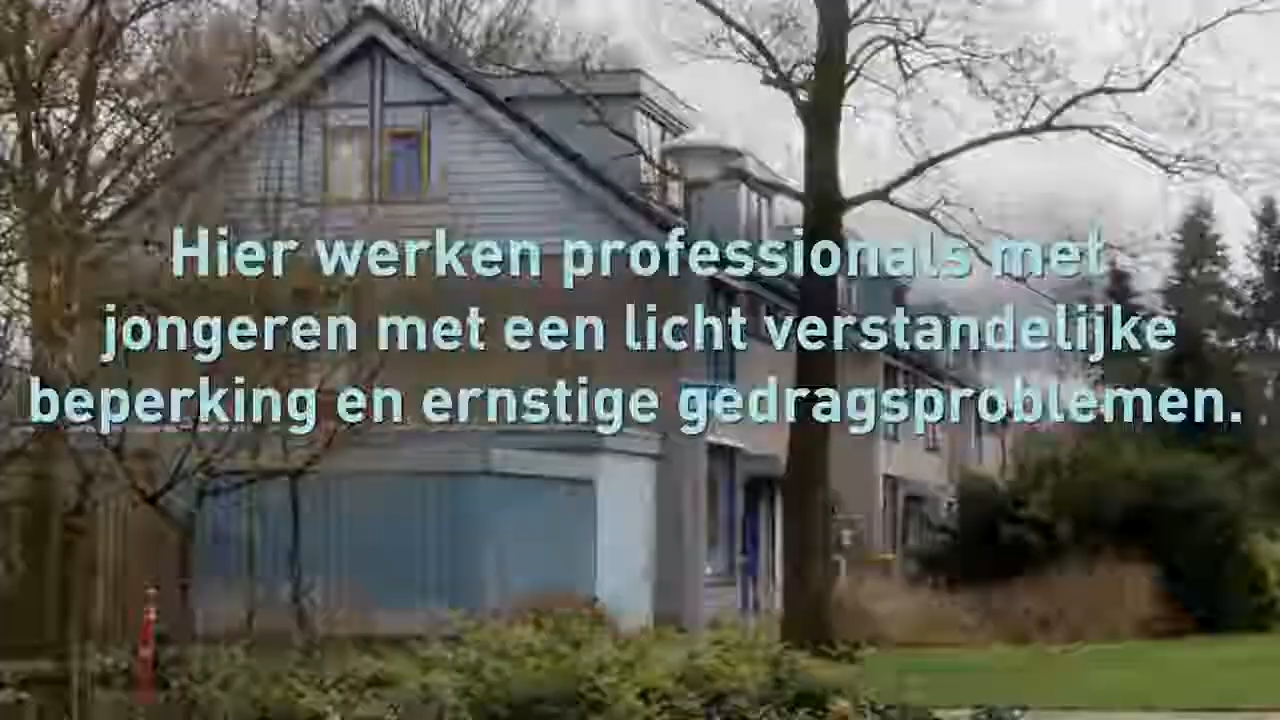 Hier werken professionals met
jongeren met een licht verstandelijke
beperking en ernstige gedragsproblemen.